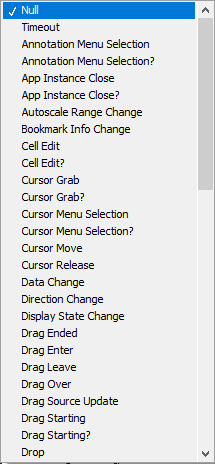 Null
Timeout
Annotation Menu Selection
Annotation Menu Selection?
App Instance Close
App Instance Close?
Autoscale Range Change
Bookmark Info Change
Cell Edit
Cell Edit?
Cursor Grab
Cursor Grab?
Cursor Menu Selection
Cursor Menu Selection?
Cursor Move
Cursor Release
Data Change
Direction Change
Display State Change
Drag Ended
Drag Enter
Drag Leave
Drag Over
Drag Source Update
Drag Starting
Drag Starting?
Drop